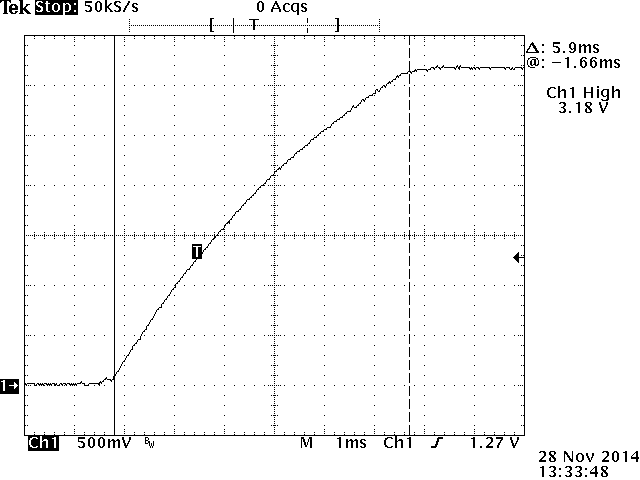 Tek Stop: 50kS/s 0 Acqs
[ T ]
Δ: 5.9ms
@: −1.66ms
Ch1 High
3.18 V
T
1→
Ch1 500mV BW M 1ms Ch1 ƒ 1.27 V
28 Nov 2014
13:33:48